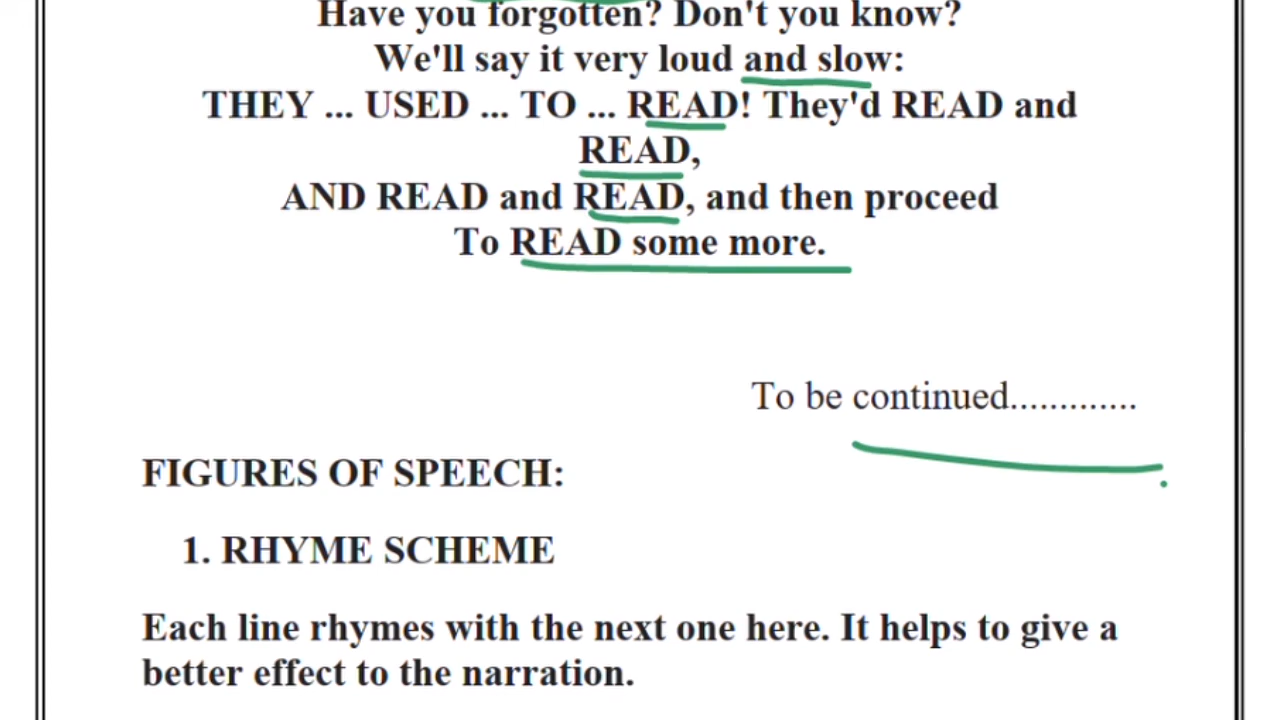 Have you forgotten? Don't you know?
We'll say it very loud and slow:
THEY ... USED ... TO ... READ! They'd READ and
READ,
AND READ and READ, and then proceed
To READ some more.
To be continued.............
FIGURES OF SPEECH:
1. RHYME SCHEME
Each line rhymes with the next one here. It helps to give a
better effect to the narration.